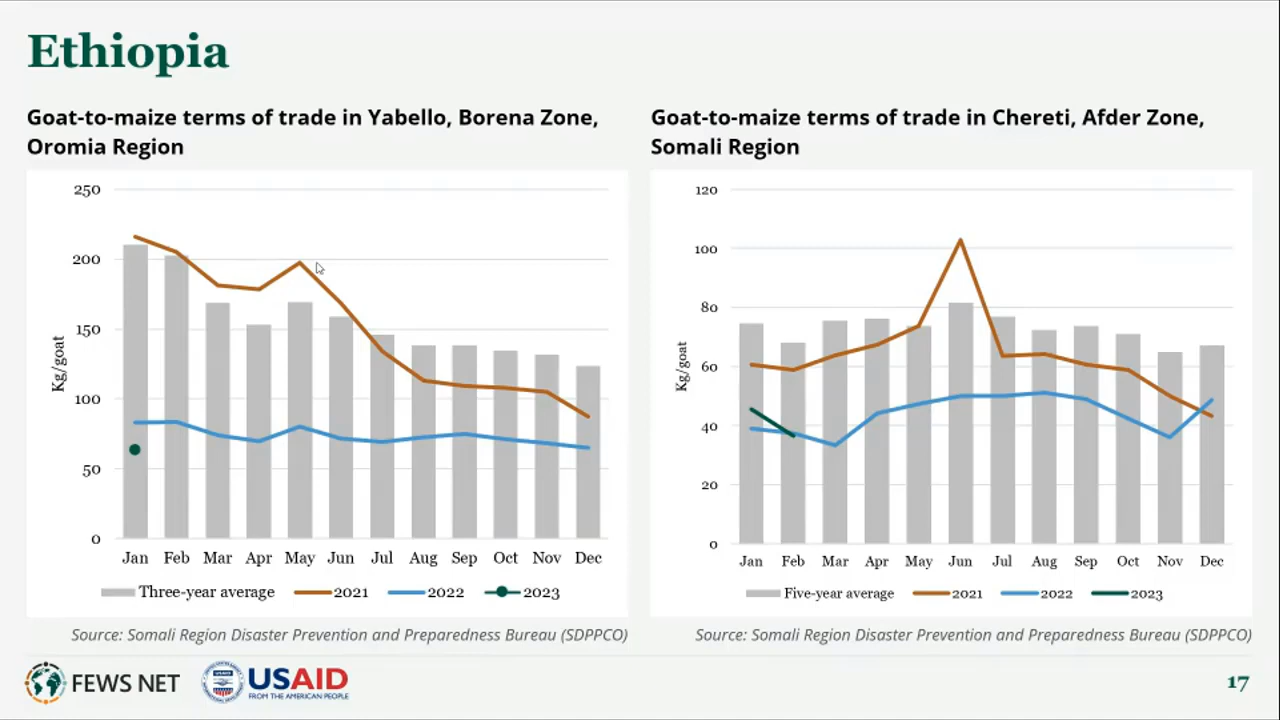 Ethiopia
Goat-to-maize terms of trade in Yabello, Borena Zone,
Oromia Region
250
200
150
100
50
0
Kg/goat
Jan Feb Mar Apr May Jun Jul Aug Sep Oct Nov Dec
Three-year average 2021 2022 2023
Source: Somali Region Disaster Prevention and Preparedness Bureau (SDPPCO)
Goat-to-maize terms of trade in Chereti, Afder Zone,
Somali Region
120
100
80
60
40
20
0
Kg/goat
Jan Feb Mar Apr May Jun Jul Aug Sep Oct Nov Dec
Five-year average 2021 2022 2023
Source: Somali Region Disaster Prevention and Preparedness Bureau (SDPPCO)
FEWS NET
USAID
FROM THE AMERICAN PEOPLE
17